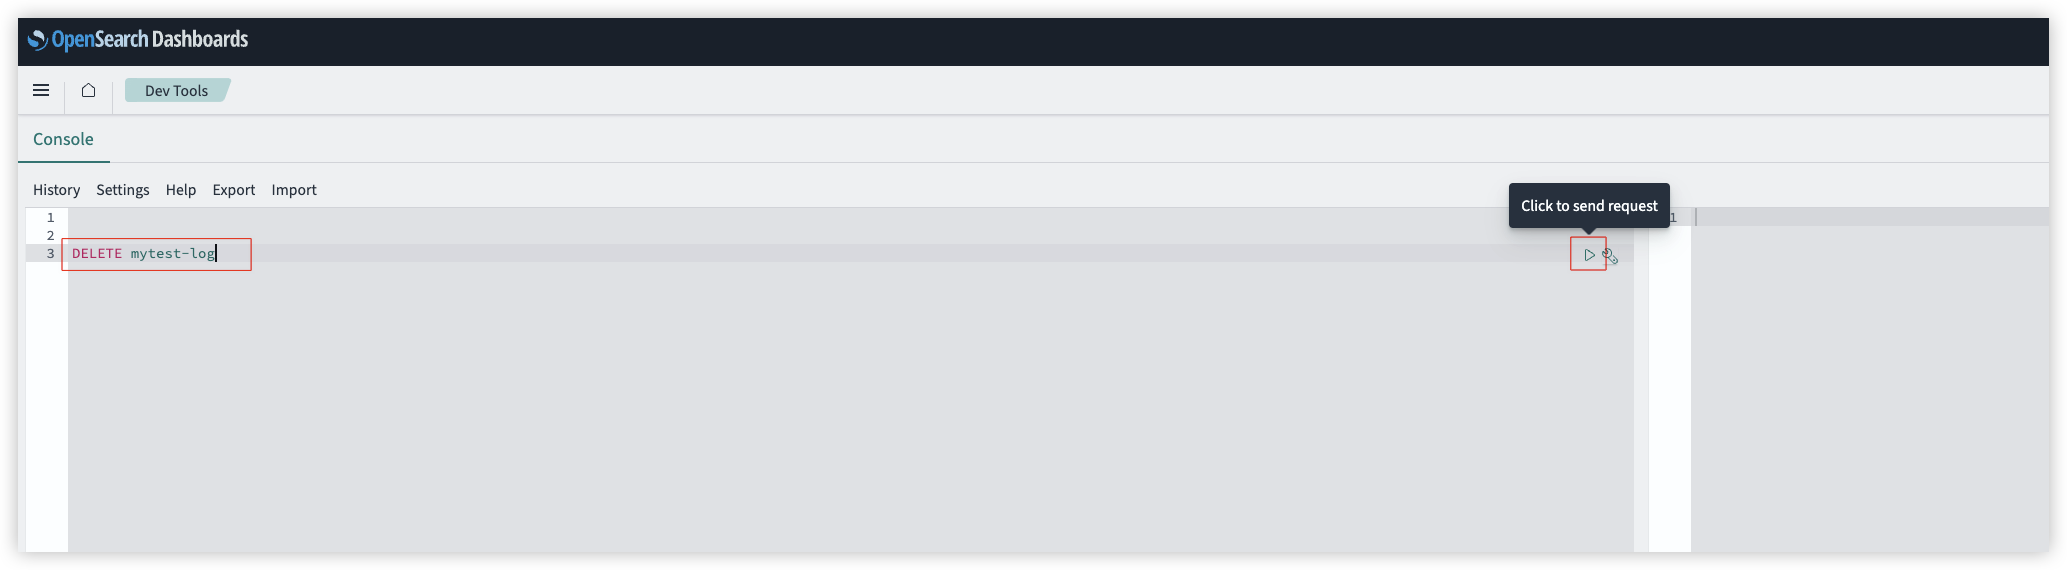 OpenSearch Dashboards
Dev Tools
Console
History Settings Help Export Import
Click to send request
1
1
2
3 DELETE mytest-log